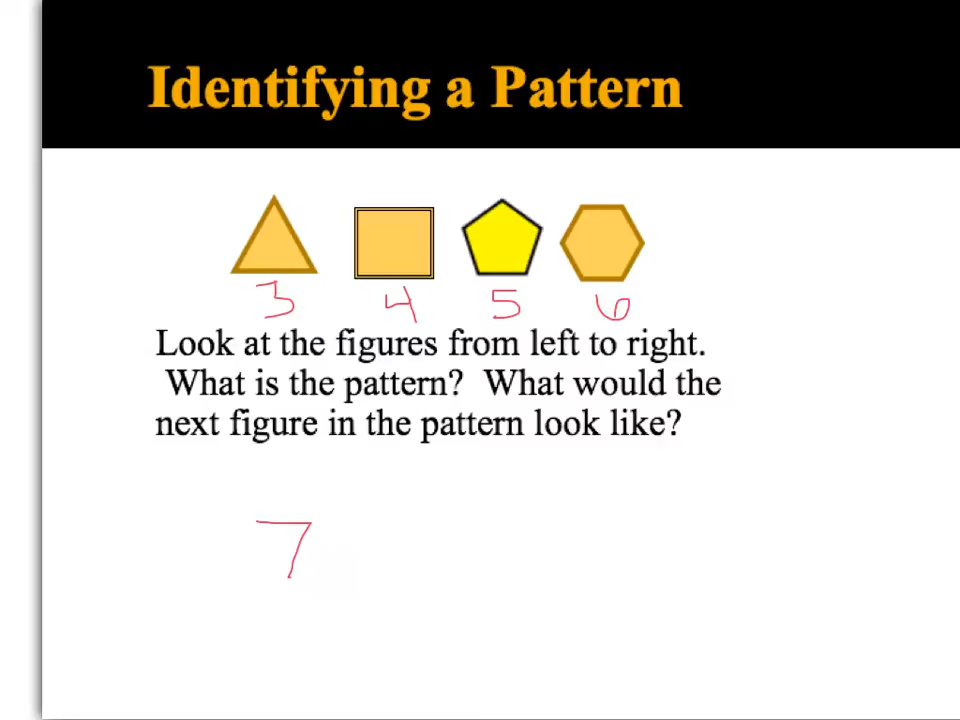 Identifying a Pattern
3 4 5 6
Look at the figures from left to right.
What is the pattern? What would the
next figure in the pattern look like?
7